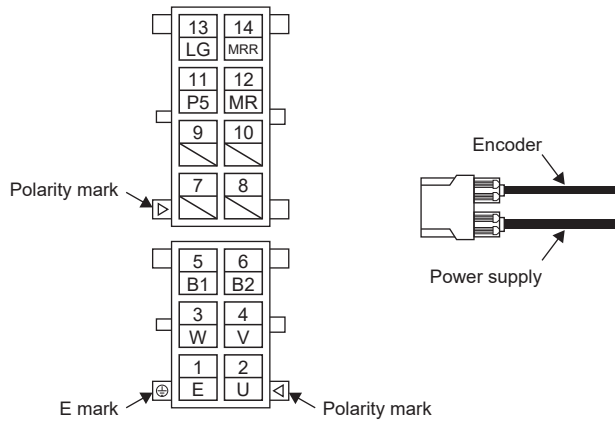 13 14
LG MRR
11 12
P5 MR
9 10
Encoder
Polarity mark
7 8
Power supply
5 6
B1 B2
3 4
W V
1 2
E U
E mark
Polarity mark